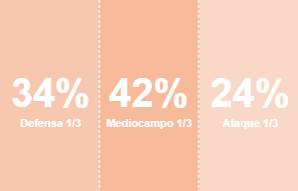 34% 42% 24%
Defensa 1/3 Mediocampo 1/3 Ataque 1/3